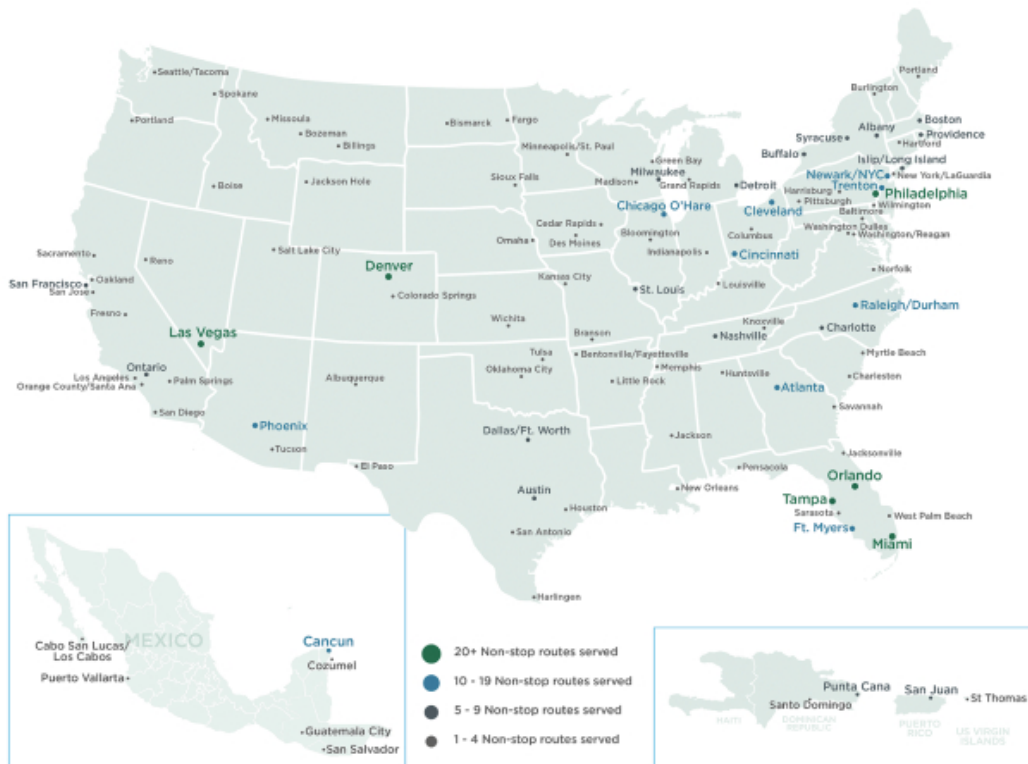 Portland
Seattle/Tacoma
Burlington
Spokane
Portland
Missoula
Bozeman
Billings
Bismarck
Fargo
Boston
Albany
Providence
Syracuse
Hartford
Minneapolis/St. Paul
Buffalo
Islip/Long Island
Green Bay
Milwaukee
Newark/NYC
New York/LaGuardia
Boise
Jackson Hole
Sioux Falls
Madison
Grand Rapids
Detroit
Trenton
Harrisburg
Philadelphia
Pittsburgh
Chicago O'Hare
Cleveland
Wilmington
Baltimore
Cedar Rapids
Bloomington
Columbus
Washington Dulles
Washington/Reagan
Omaha
Des Moines
Sacramento
Reno
Salt Lake City
Indianapolis
Cincinnati
Denver
Norfolk
San Francisco
Oakland
San Jose
Kansas City
St. Louis
Louisville
Colorado Springs
Fresno
Raleigh/Durham
Wichita
Knoxville
Las Vegas
Branson
Nashville
Charlotte
Tulsa
Bentonville/Fayetteville
Myrtle Beach
Ontario
Oklahoma City
Memphis
Huntsville
Los Angeles
Palm Springs
Albuquerque
Little Rock
Charleston
Orange County/Santa Ana
Atlanta
San Diego
Savannah
Phoenix
Dallas/Ft. Worth
Jackson
Tucson
Jacksonville
El Paso
Pensacola
Orlando
Austin
New Orleans
Tampa
Houston
Sarasota
West Palm Beach
San Antonio
Ft. Myers
Miami
Harlingen
MEXICO
Cabo San Lucas/
Los Cabos
Cancun
Cozumel
Puerto Vallarta
Guatemala City
San Salvador
20+ Non-stop routes served
10 - 19 Non-stop routes served
5 - 9 Non-stop routes served
1 - 4 Non-stop routes served
Punta Cana
San Juan
St Thomas
Santo Domingo
HAITI
DOMINICAN
REPUBLIC
PUERTO
RICO
US VIRGIN
ISLANDS